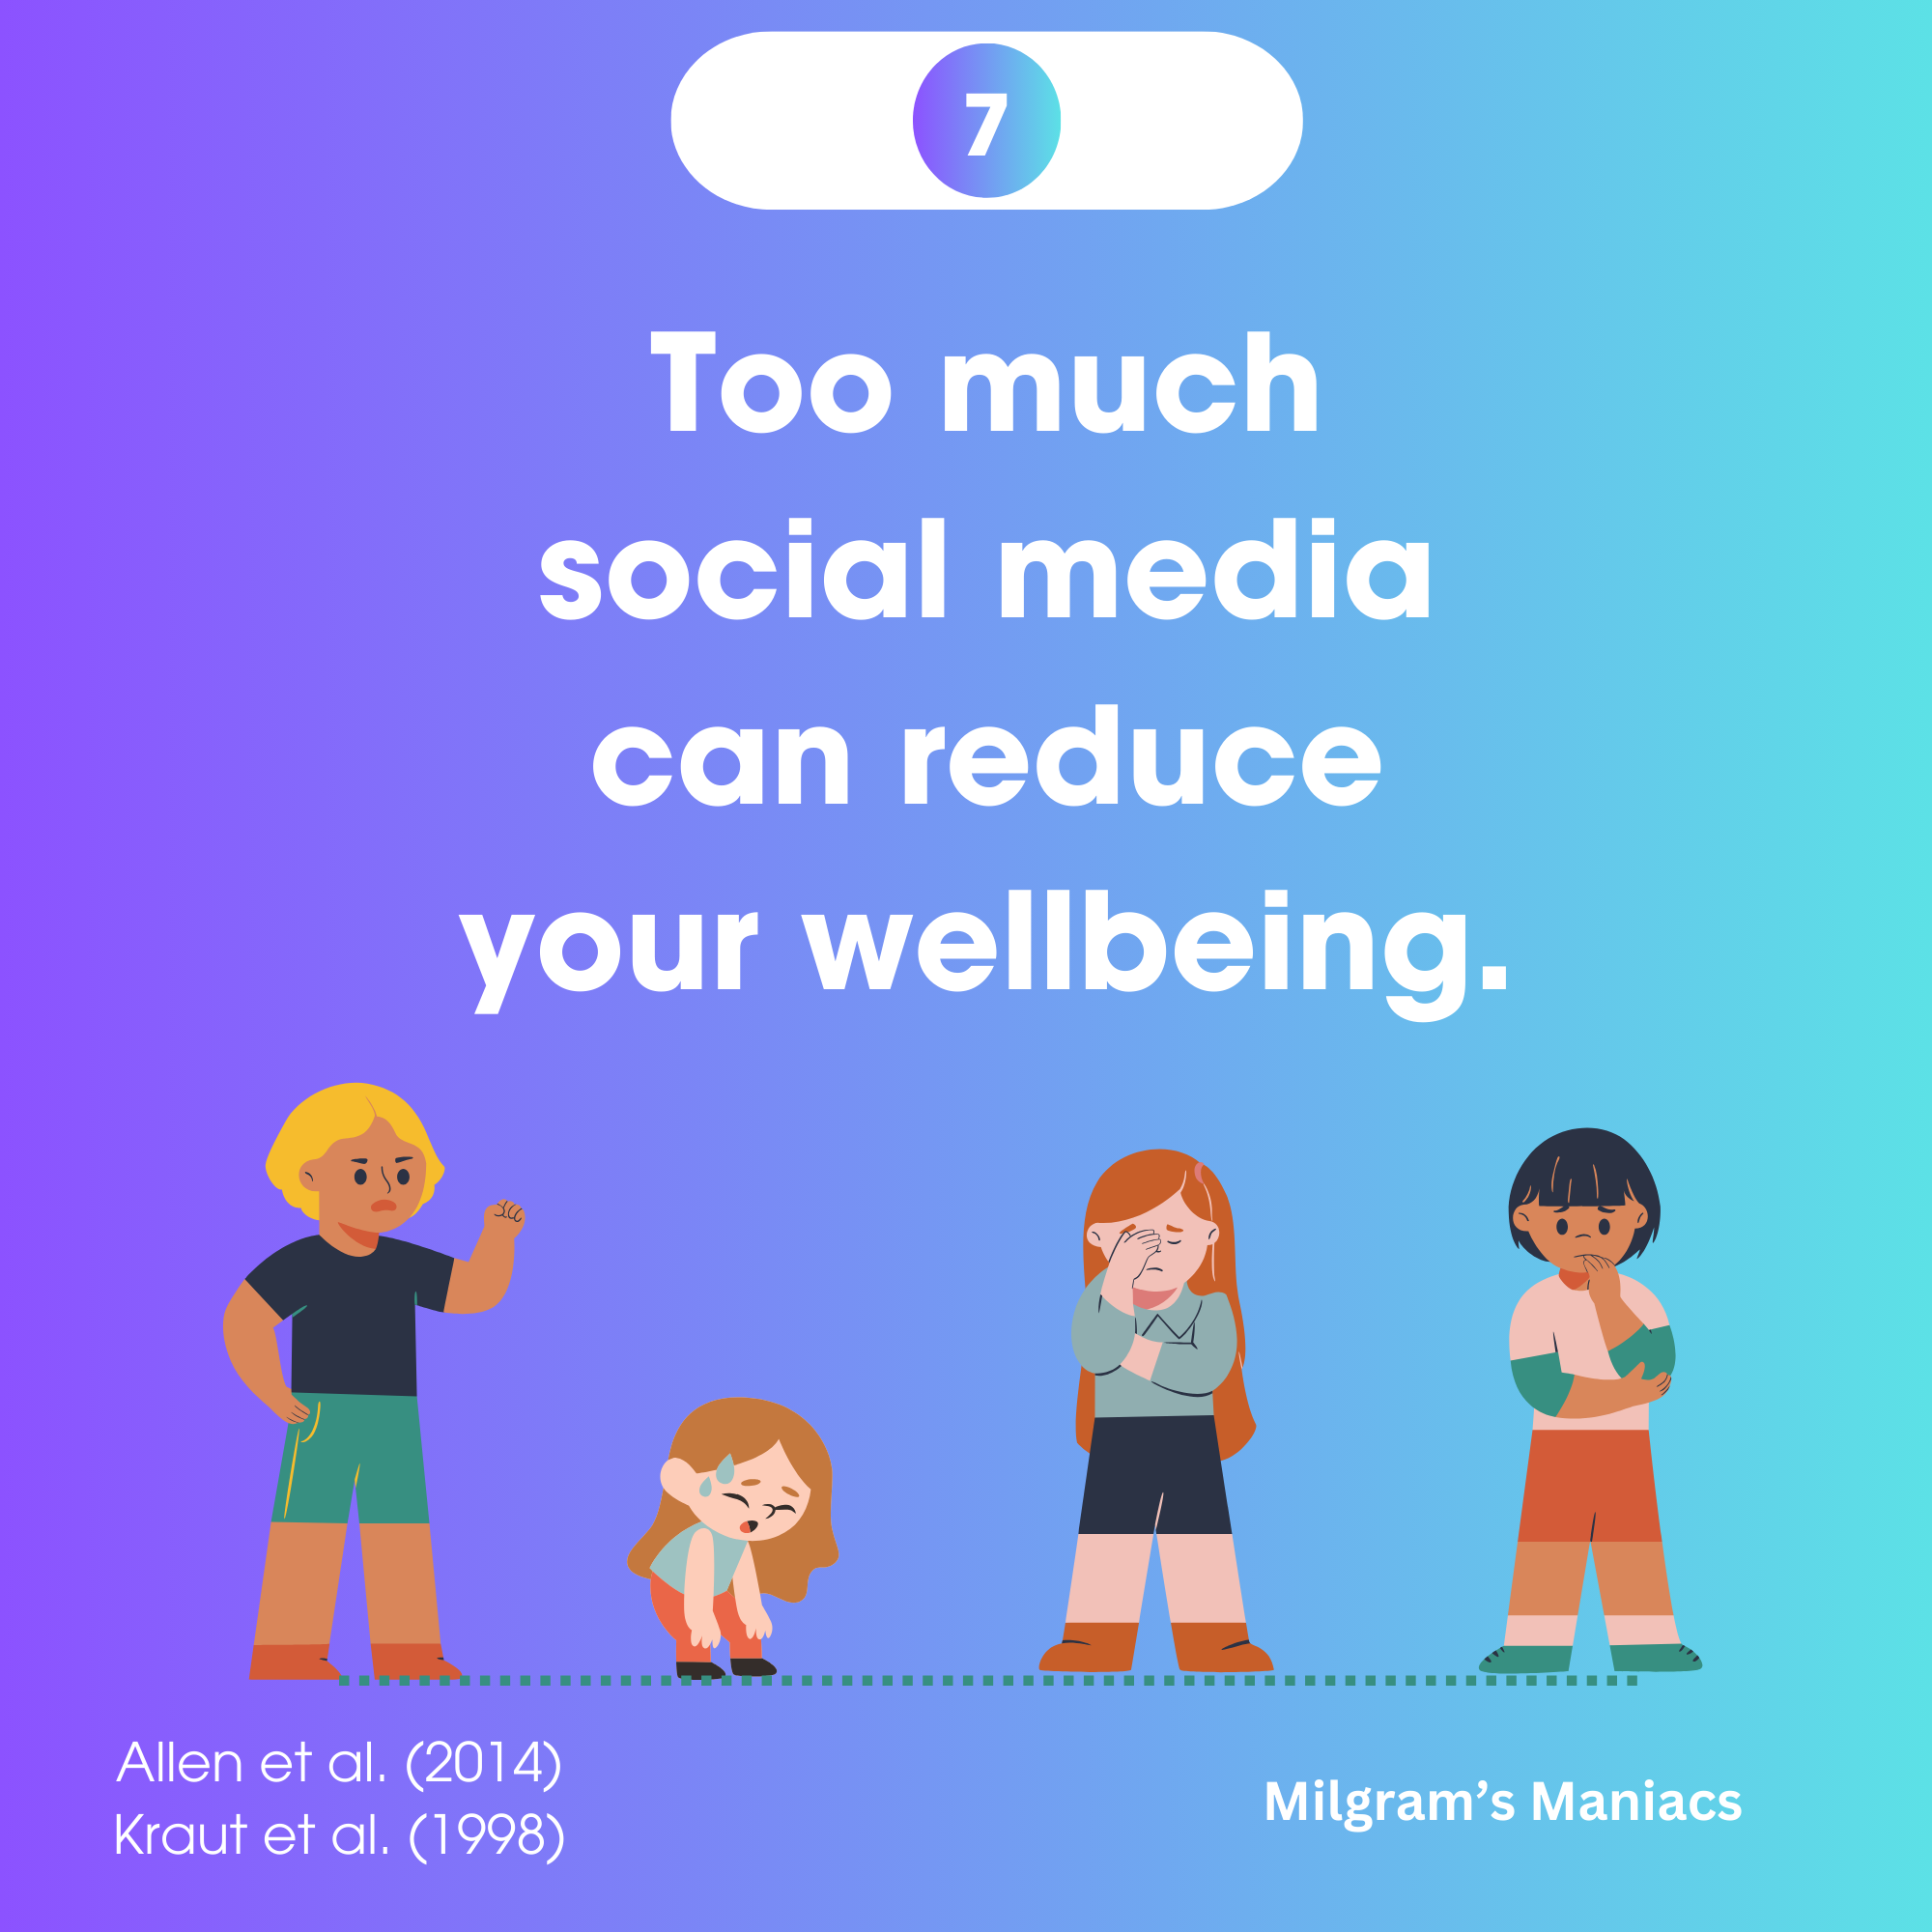 7
Too much
social media
can reduce
your wellbeing.
Allen et al. (2014)
Kraut et al. (1998)
Milgram’s Maniacs